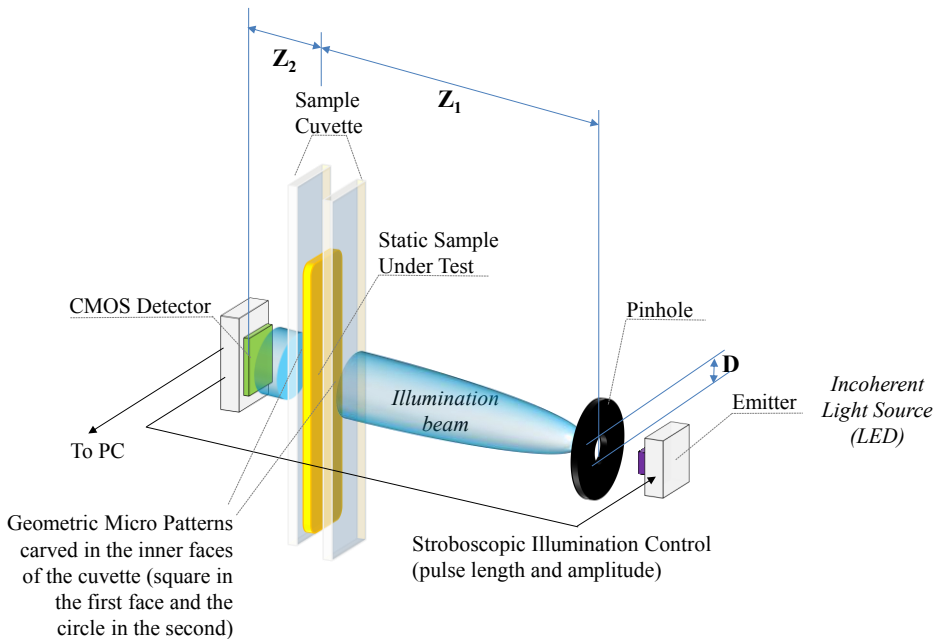 Z2
Z1
Sample
Cuvette
Static Sample
Under Test
CMOS Detector
Pinhole
D
Illumination
beam
Incoherent
Light Source
(LED)
Emitter
To PC
Geometric Micro Patterns
carved in the inner faces
of the cuvette (square in
the first face and the
circle in the second)
Stroboscopic Illumination Control
(pulse length and amplitude)